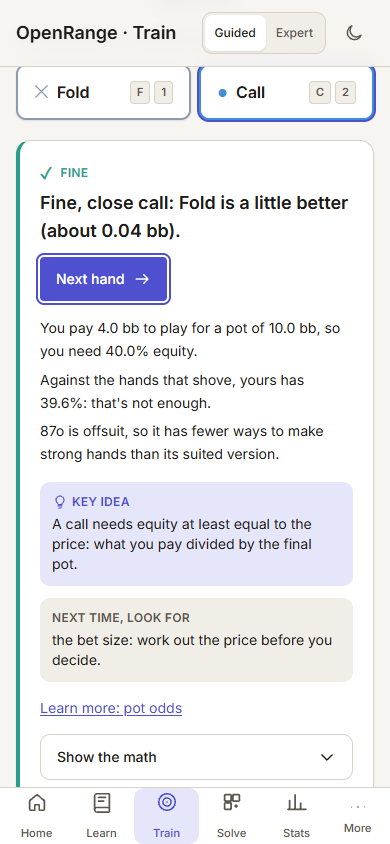 OpenRange · Train
Guided
Expert
Fold
F
1
Call
C
2
FINE
Fine, close call: Fold is a little better
(about 0.04 bb).
Next hand
You pay 4.0 bb to play for a pot of 10.0 bb, so
you need 40.0% equity.
Against the hands that shove, yours has
39.6%: that's not enough.
87o is offsuit, so it has fewer ways to make
strong hands than its suited version.
KEY IDEA
A call needs equity at least equal to the
price: what you pay divided by the final
pot.
NEXT TIME, LOOK FOR
the bet size: work out the price before you
decide.
Learn more: pot odds
Show the math
Home
Learn
Train
Solve
Stats
More